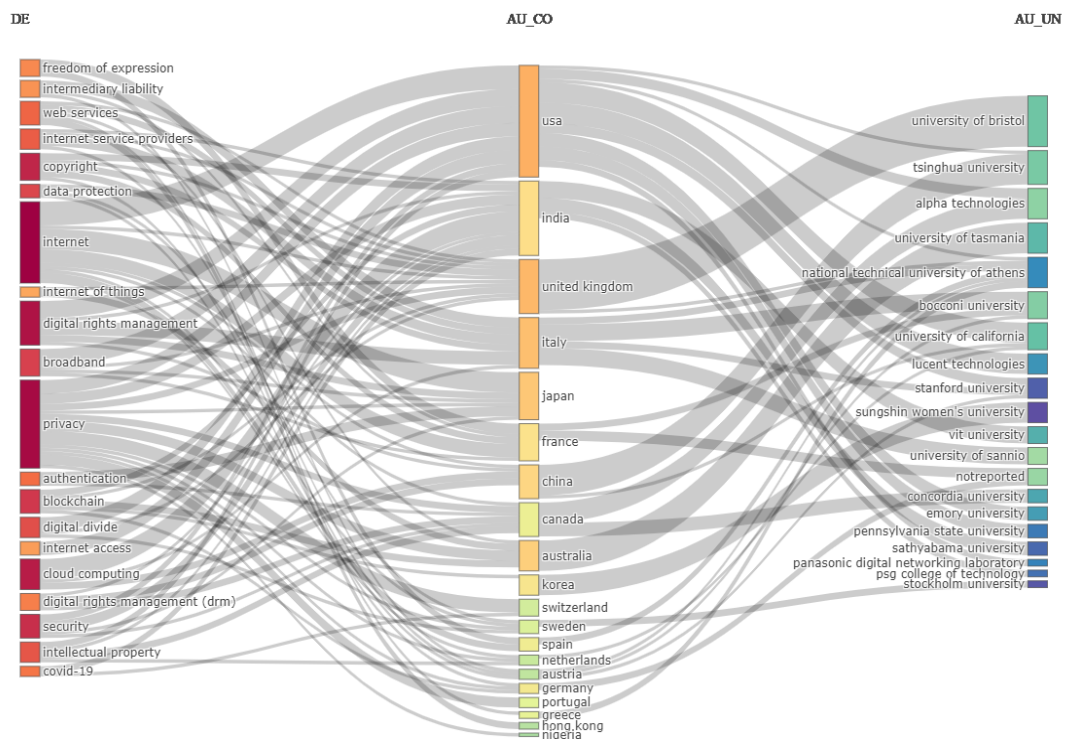 DE
AU_CO
AU_UN
freedom of expression
intermediary liability
web services
internet service providers
copyright
data protection
internet
internet of things
digital rights management
broadband
privacy
authentication
blockchain
digital divide
internet access
cloud computing
digital rights management (drm)
security
intellectual property
covid-19
usa
india
united kingdom
italy
japan
france
china
canada
australia
korea
switzerland
sweden
spain
netherlands
austria
germany
portugal
greece
hong kong
nigeria
university of bristol
tsinghua university
alpha technologies
university of tasmania
national technical university of athens
bocconi university
university of california
lucent technologies
stanford university
sungshin women's university
vit university
university of sannio
notreported
concordia university
emory university
pennsylvania state university
sathyabama university
panasonic digital networking laboratory
psg college of technology
stockholm university